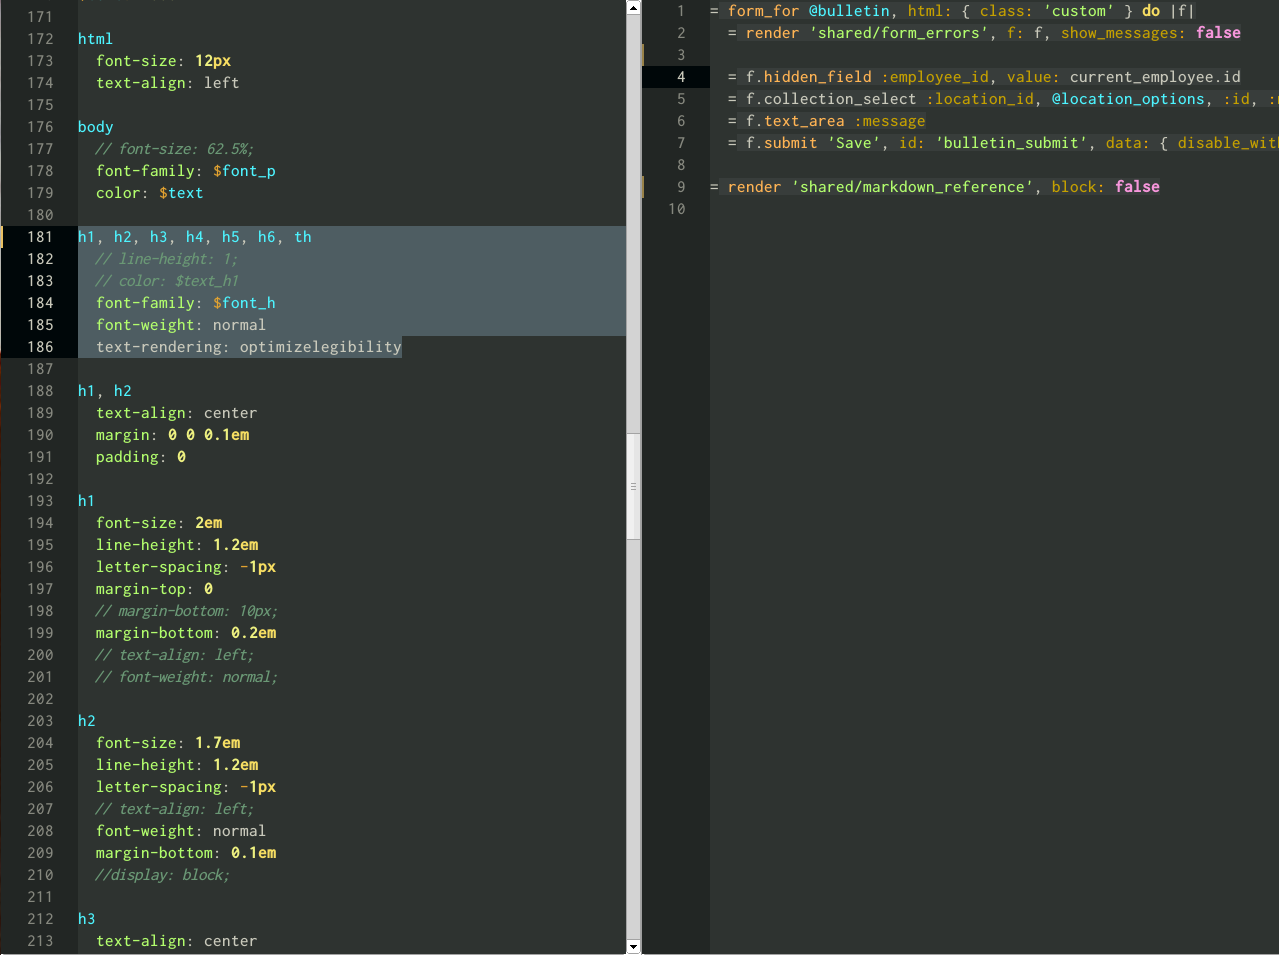 171
172 html
173 font-size: 12px
174 text-align: left
175
176 body
177 // font-size: 62.5%;
178 font-family: $font_p
179 color: $text
180
181 h1, h2, h3, h4, h5, h6, th
182 // line-height: 1;
183 // color: $text_h1
184 font-family: $font_h
185 font-weight: normal
186 text-rendering: optimizelegibility
187
188 h1, h2
189 text-align: center
190 margin: 0 0 0.1em
191 padding: 0
192
193 h1
194 font-size: 2em
195 line-height: 1.2em
196 letter-spacing: -1px
197 margin-top: 0
198 // margin-bottom: 10px;
199 margin-bottom: 0.2em
200 // text-align: left;
201 // font-weight: normal;
202
203 h2
204 font-size: 1.7em
205 line-height: 1.2em
206 letter-spacing: -1px
207 // text-align: left;
208 font-weight: normal
209 margin-bottom: 0.1em
210 //display: block;
211
212 h3
213 text-align: center
1 = form_for @bulletin, html: { class: 'custom' } do |f|
2 = render 'shared/form_errors', f: f, show_messages: false
3
4 = f.hidden_field :employee_id, value: current_employee.id
5 = f.collection_select :location_id, @location_options, :id,
6 = f.text_area :message
7 = f.submit 'Save', id: 'bulletin_submit', data: { disable_with
8
9 = render 'shared/markdown_reference', block: false
10